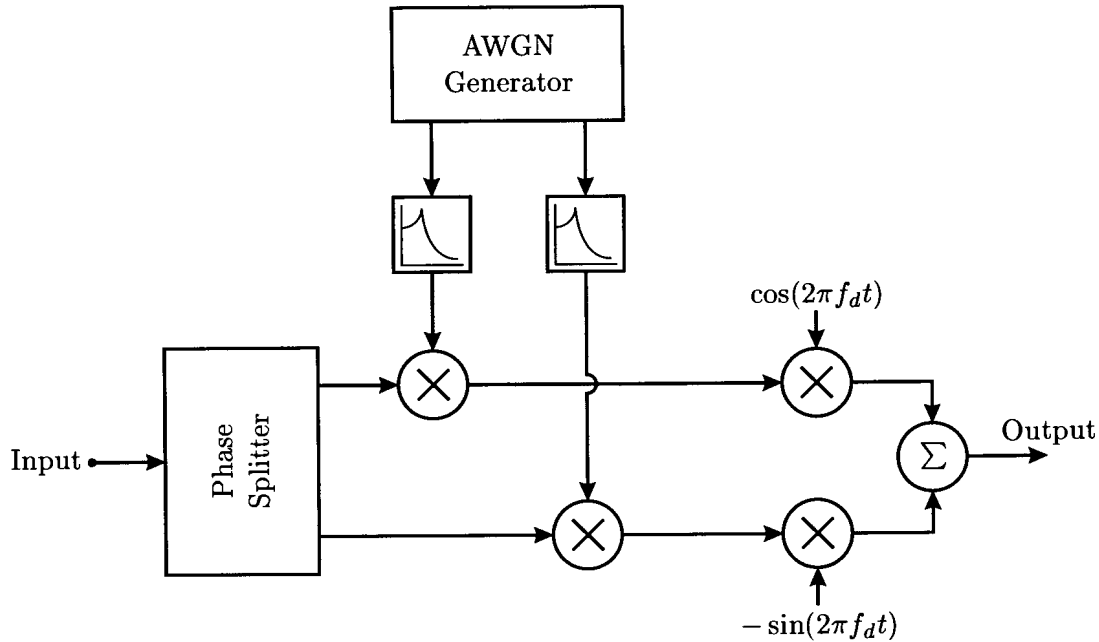 AWGN
Generator
cos(2πf_d t)
Phase
Splitter
Input
Σ
Output
− sin(2πf_d t)